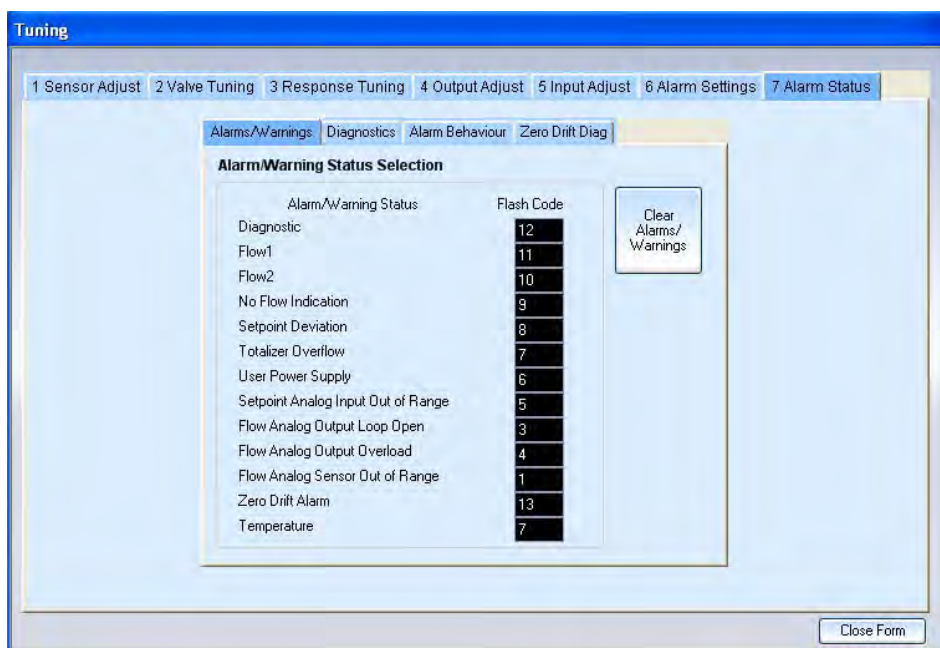 Tuning
1 Sensor Adjust 2 Valve Tuning 3 Response Tuning 4 Output Adjust 5 Input Adjust 6 Alarm Settings 7 Alarm Status
Alarms/Warnings Diagnostics Alarm Behaviour Zero Drift Diag
Alarm/Warning Status Selection
Alarm/Warning Status Flash Code
Diagnostic 12
Flow1 11
Flow2 10
No Flow Indication 9
Setpoint Deviation 8
Totalizer Overflow 7
User Power Supply 6
Setpoint Analog Input Out of Range 5
Flow Analog Output Loop Open 3
Flow Analog Output Overload 4
Flow Analog Sensor Out of Range 1
Zero Drift Alarm 13
Temperature 7
Clear
Alarms/
Warnings
Close Form